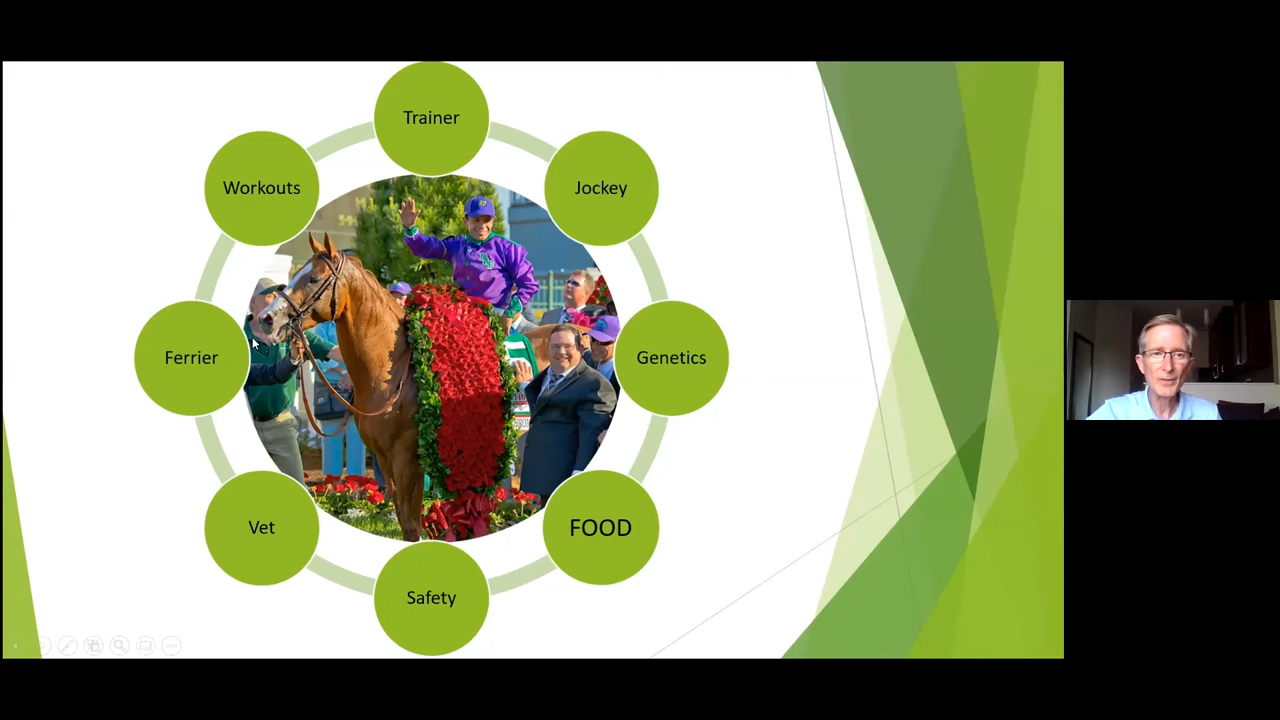 Trainer
Workouts
Jockey
Ferrier
Genetics
Vet
FOOD
Safety